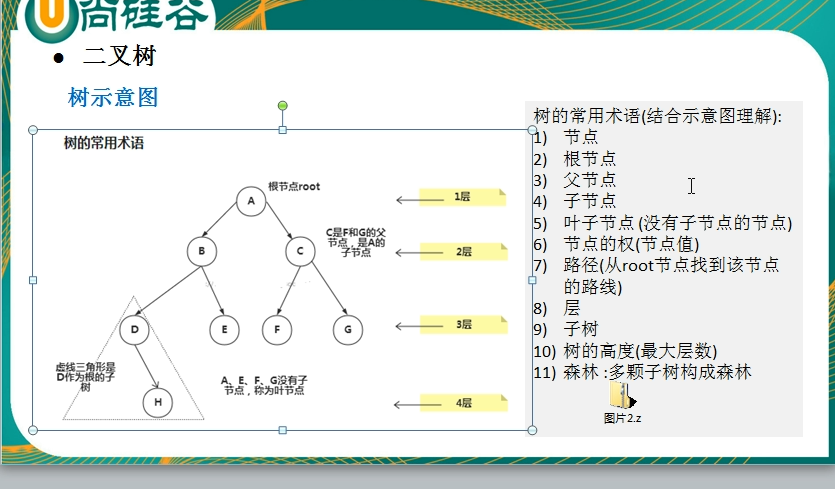 尚硅谷
● 二叉树
树示意图
树的常用术语
根节点root
A
1层
C是F和G的父
节点，是A的
子节点
B
C
2层
D
E
F
G
3层
虚线三角形是
D作为根的子
树
A、E、F、G没有子
节点，称为叶节点
H
4层
树的常用术语(结合示意图理解):
1) 节点
2) 根节点
3) 父节点
4) 子节点
5) 叶子节点 (没有子节点的节点)
6) 节点的权(节点值)
7) 路径(从root节点找到该节点
的路线)
8) 层
9) 子树
10) 树的高度(最大层数)
11) 森林 :多颗子树构成森林
图片2.z